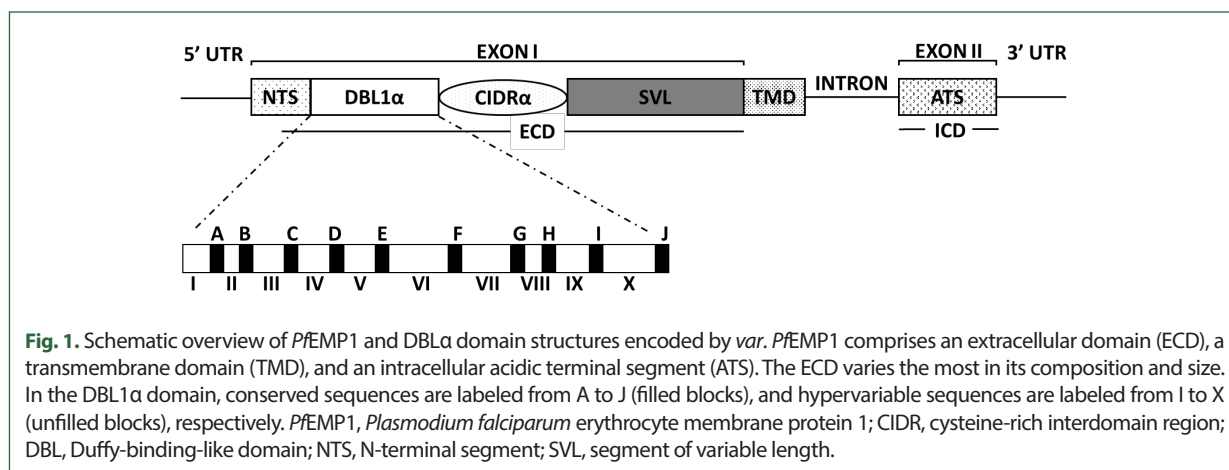 5’ UTR EXON I EXON II 3’ UTR
NTS DBL1α CIDRα SVL TMD INTRON ATS
ECD ICD
A B C D E F G H I J
I II III IV V VI VII VIII IX X
Fig. 1. Schematic overview of PfEMP1 and DBLα domain structures encoded by var. PfEMP1 comprises an extracellular domain (ECD), a
transmembrane domain (TMD), and an intracellular acidic terminal segment (ATS). The ECD varies the most in its composition and size.
In the DBL1α domain, conserved sequences are labeled from A to J (filled blocks), and hypervariable sequences are labeled from I to X
(unfilled blocks), respectively. PfEMP1, Plasmodium falciparum erythrocyte membrane protein 1; CIDR, cysteine-rich interdomain region;
DBL, Duffy-binding-like domain; NTS, N-terminal segment; SVL, segment of variable length.